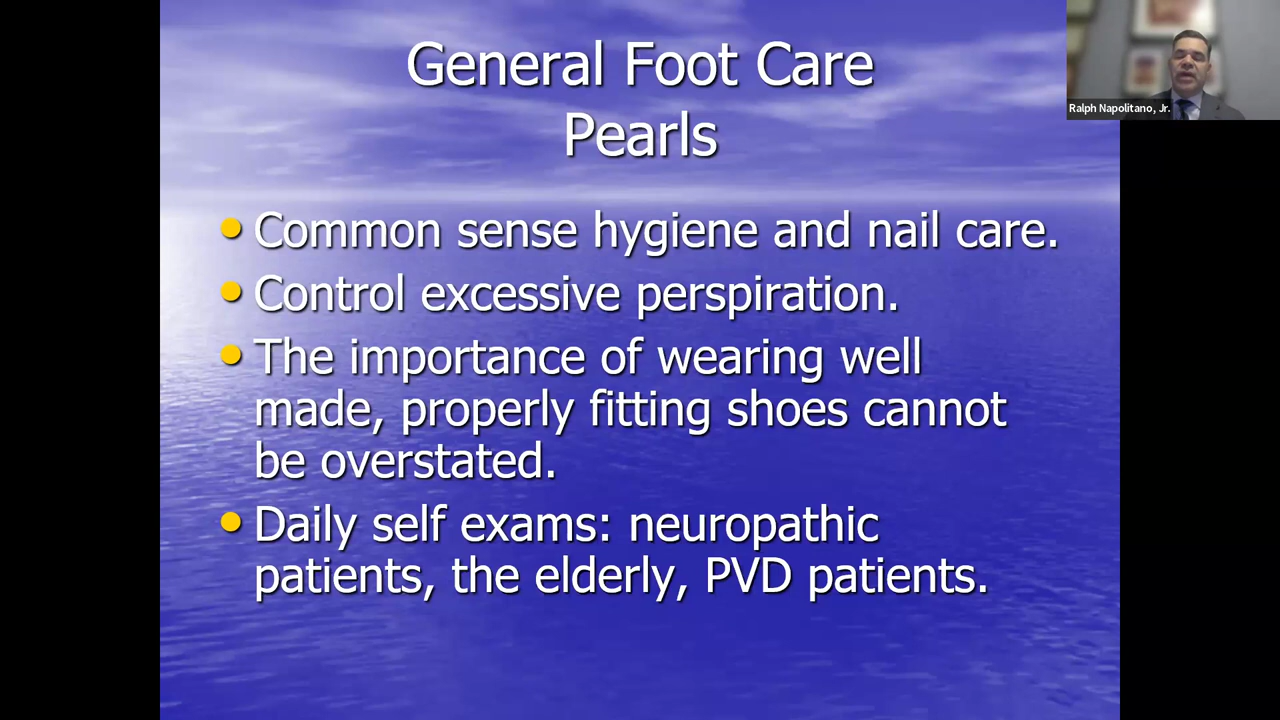 General Foot Care
Pearls
Ralph Napolitano, Jr.
• Common sense hygiene and nail care.
• Control excessive perspiration.
• The importance of wearing well
made, properly fitting shoes cannot
be overstated.
• Daily self exams: neuropathic
patients, the elderly, PVD patients.